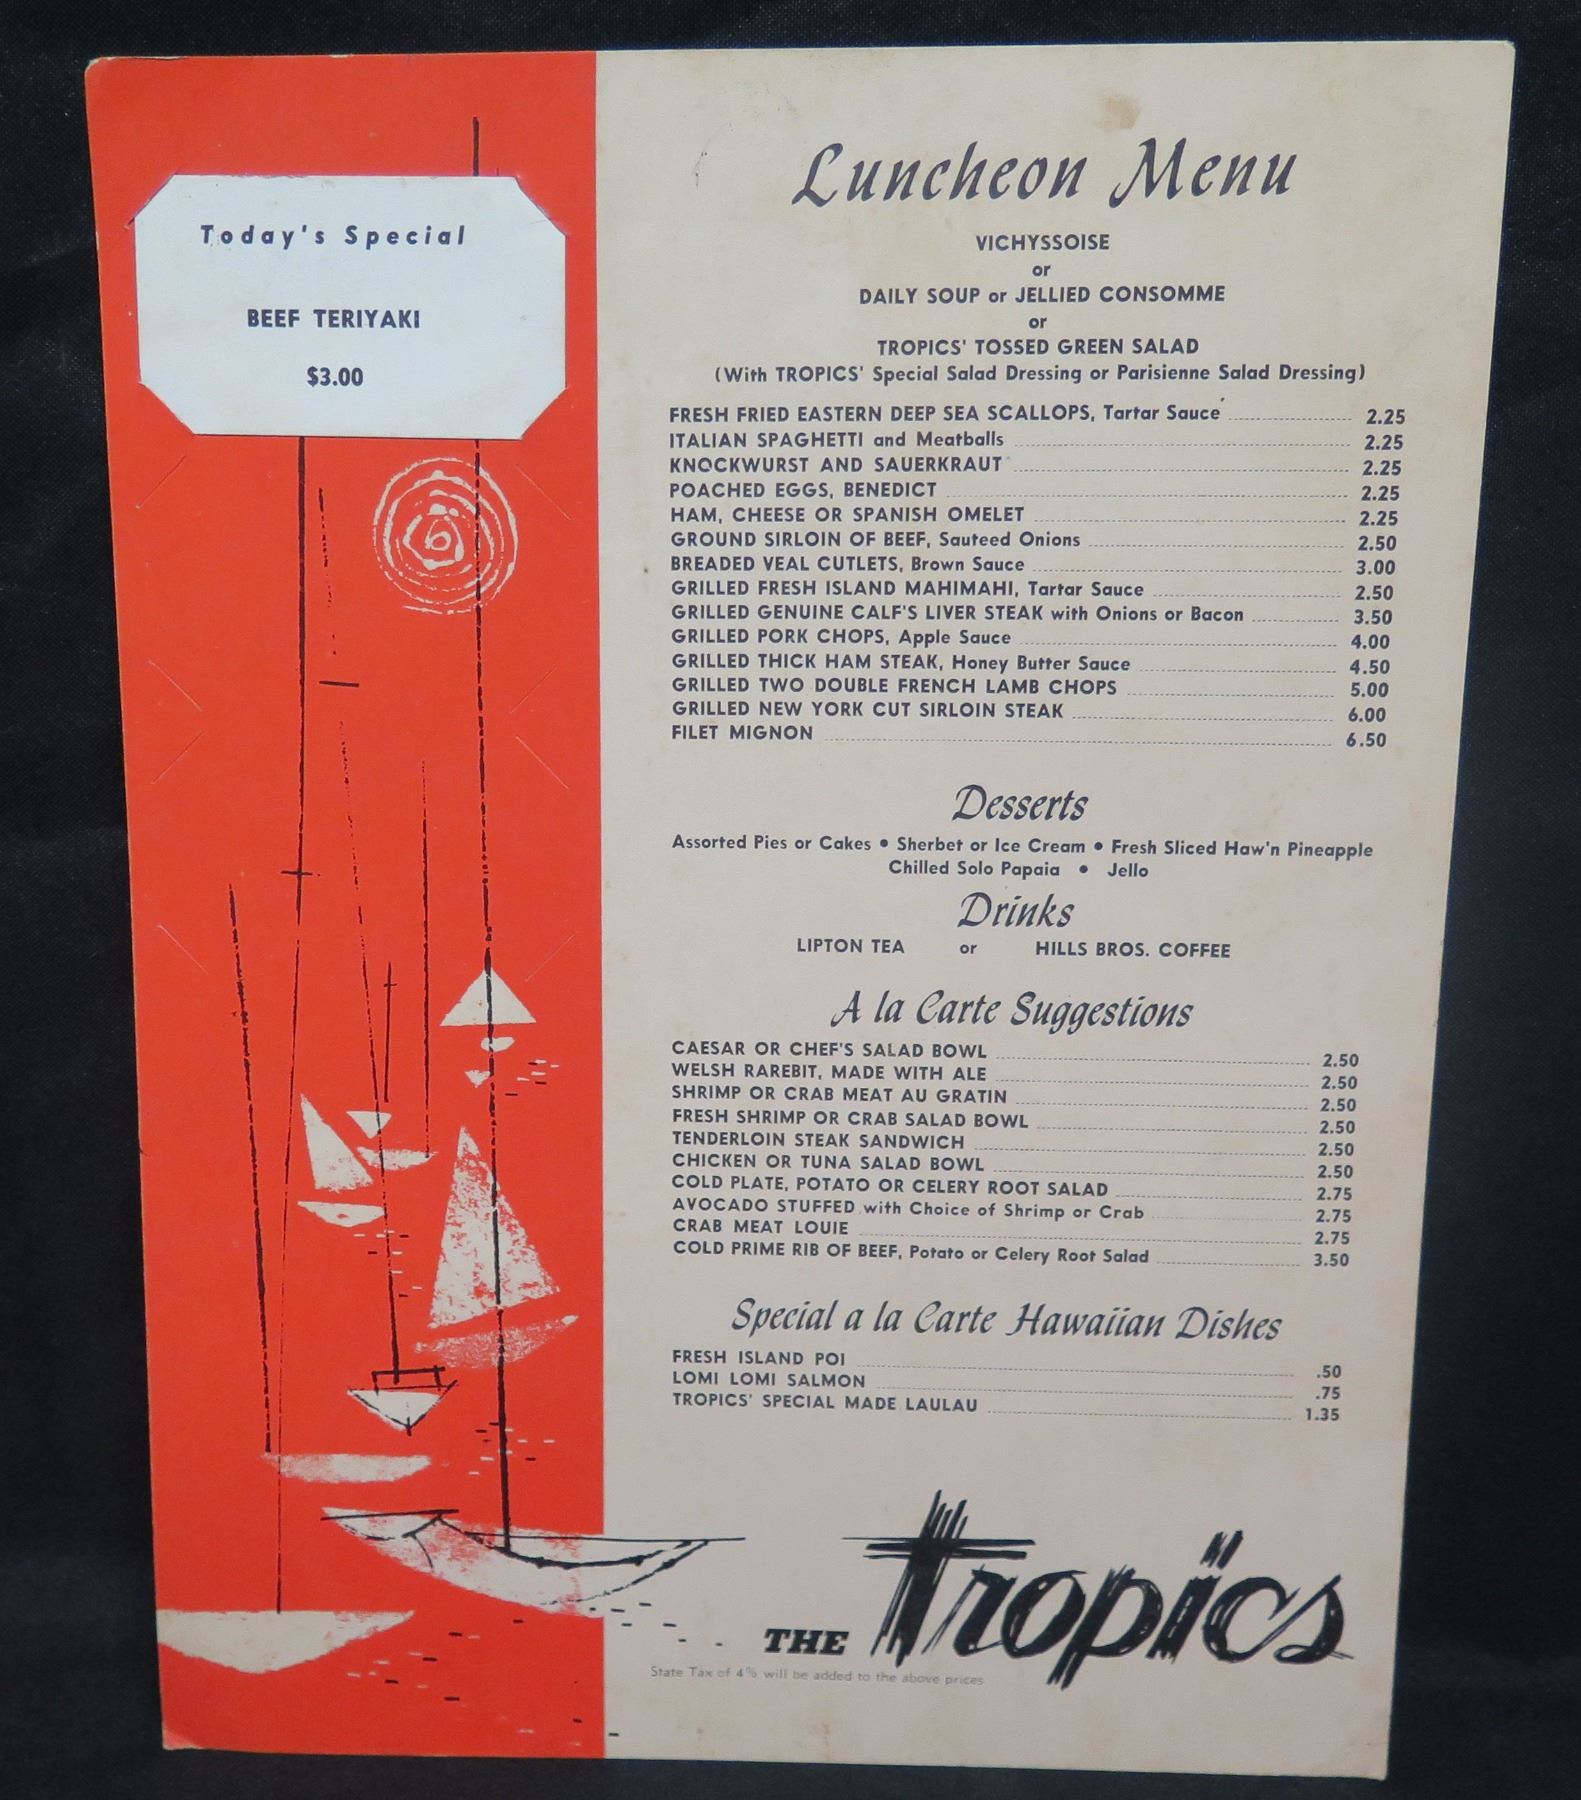 Today's Special
BEEF TERIYAKI
$3.00
Luncheon Menu
VICHYSSOISE
or
DAILY SOUP or JELLIED CONSOMME
or
TROPICS' TOSSED GREEN SALAD
(With TROPICS' Special Salad Dressing or Parisienne Salad Dressing)
FRESH FRIED EASTERN DEEP SEA SCALLOPS, Tartar Sauce 2.25
ITALIAN SPAGHETTI and Meatballs 2.25
KNOCKWURST AND SAUERKRAUT 2.25
POACHED EGGS, BENEDICT 2.25
HAM, CHEESE OR SPANISH OMELET 2.25
GROUND SIRLOIN OF BEEF, Sauteed Onions 2.50
BREADED VEAL CUTLETS, Brown Sauce 3.00
GRILLED FRESH ISLAND MAHIMAHI, Tartar Sauce 2.50
GRILLED GENUINE CALF'S LIVER STEAK with Onions or Bacon 3.50
GRILLED PORK CHOPS, Apple Sauce 4.00
GRILLED THICK HAM STEAK, Honey Butter Sauce 4.50
GRILLED TWO DOUBLE FRENCH LAMB CHOPS 5.00
GRILLED NEW YORK CUT SIRLOIN STEAK 6.00
FILET MIGNON 6.50
Desserts
Assorted Pies or Cakes • Sherbet or Ice Cream • Fresh Sliced Haw'n Pineapple
Chilled Solo Papaia • Jello
Drinks
LIPTON TEA or HILLS BROS. COFFEE
A la Carte Suggestions
CAESAR OR CHEF'S SALAD BOWL 2.50
WELSH RAREBIT, MADE WITH ALE 2.50
SHRIMP OR CRAB MEAT AU GRATIN 2.50
FRESH SHRIMP OR CRAB SALAD BOWL 2.50
TENDERLOIN STEAK SANDWICH 2.50
CHICKEN OR TUNA SALAD BOWL 2.50
COLD PLATE, POTATO OR CELERY ROOT SALAD 2.75
AVOCADO STUFFED with Choice of Shrimp or Crab 2.75
CRAB MEAT LOUIE 2.75
COLD PRIME RIB OF BEEF, Potato or Celery Root Salad 3.50
Special a la Carte Hawaiian Dishes
FRESH ISLAND POI .50
LOMI LOMI SALMON .75
TROPICS' SPECIAL MADE LAULAU 1.35
THE Tropics
State Tax of 4% will be added to the above prices